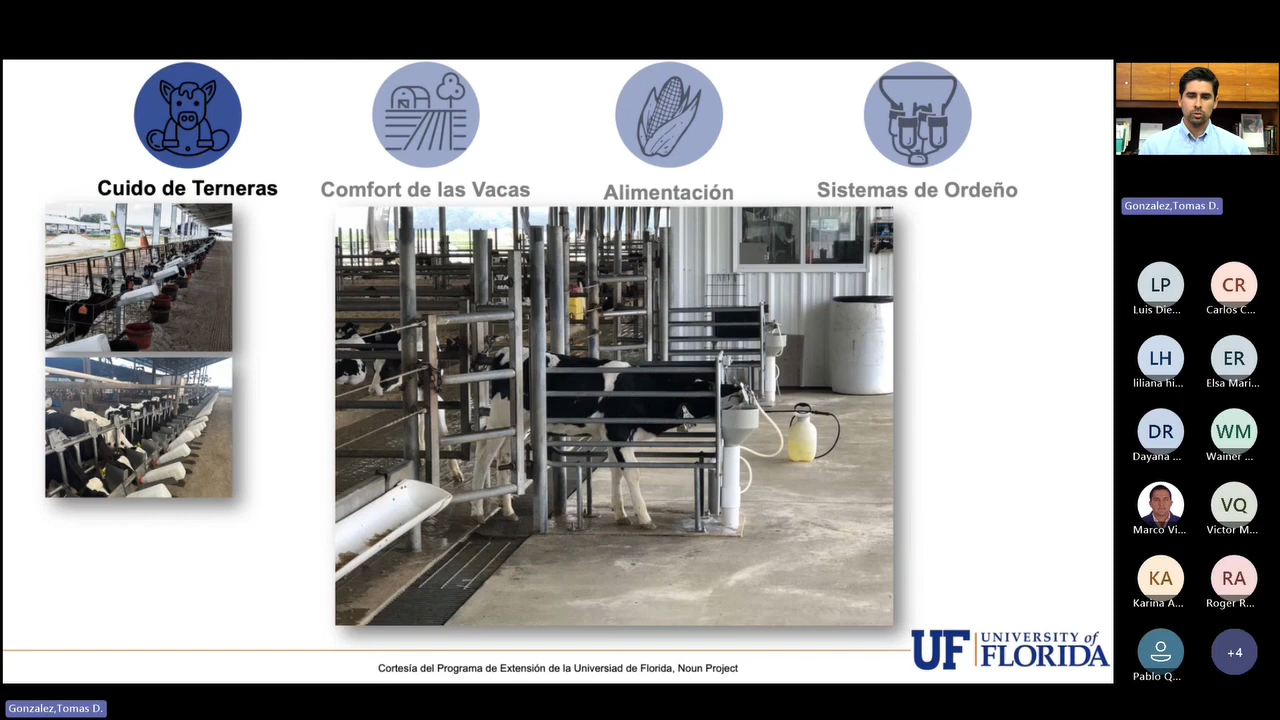 Cuido de Terneras
Comfort de las Vacas
Alimentación
Sistemas de Ordeño
Cortesía del Programa de Extensión de la Universiad de Florida, Noun Project
UF UNIVERSITY of FLORIDA
Gonzalez,Tomas D.
LP
CR
Luis Die...
Carlos C...
LH
ER
liliana hi...
Elsa Mari...
DR
WM
Dayana ...
Wainer ...
VQ
Marco Vi...
Victor M...
KA
RA
Karina A...
Roger R...
+4
Pablo Q...
Gonzalez,Tomas D.